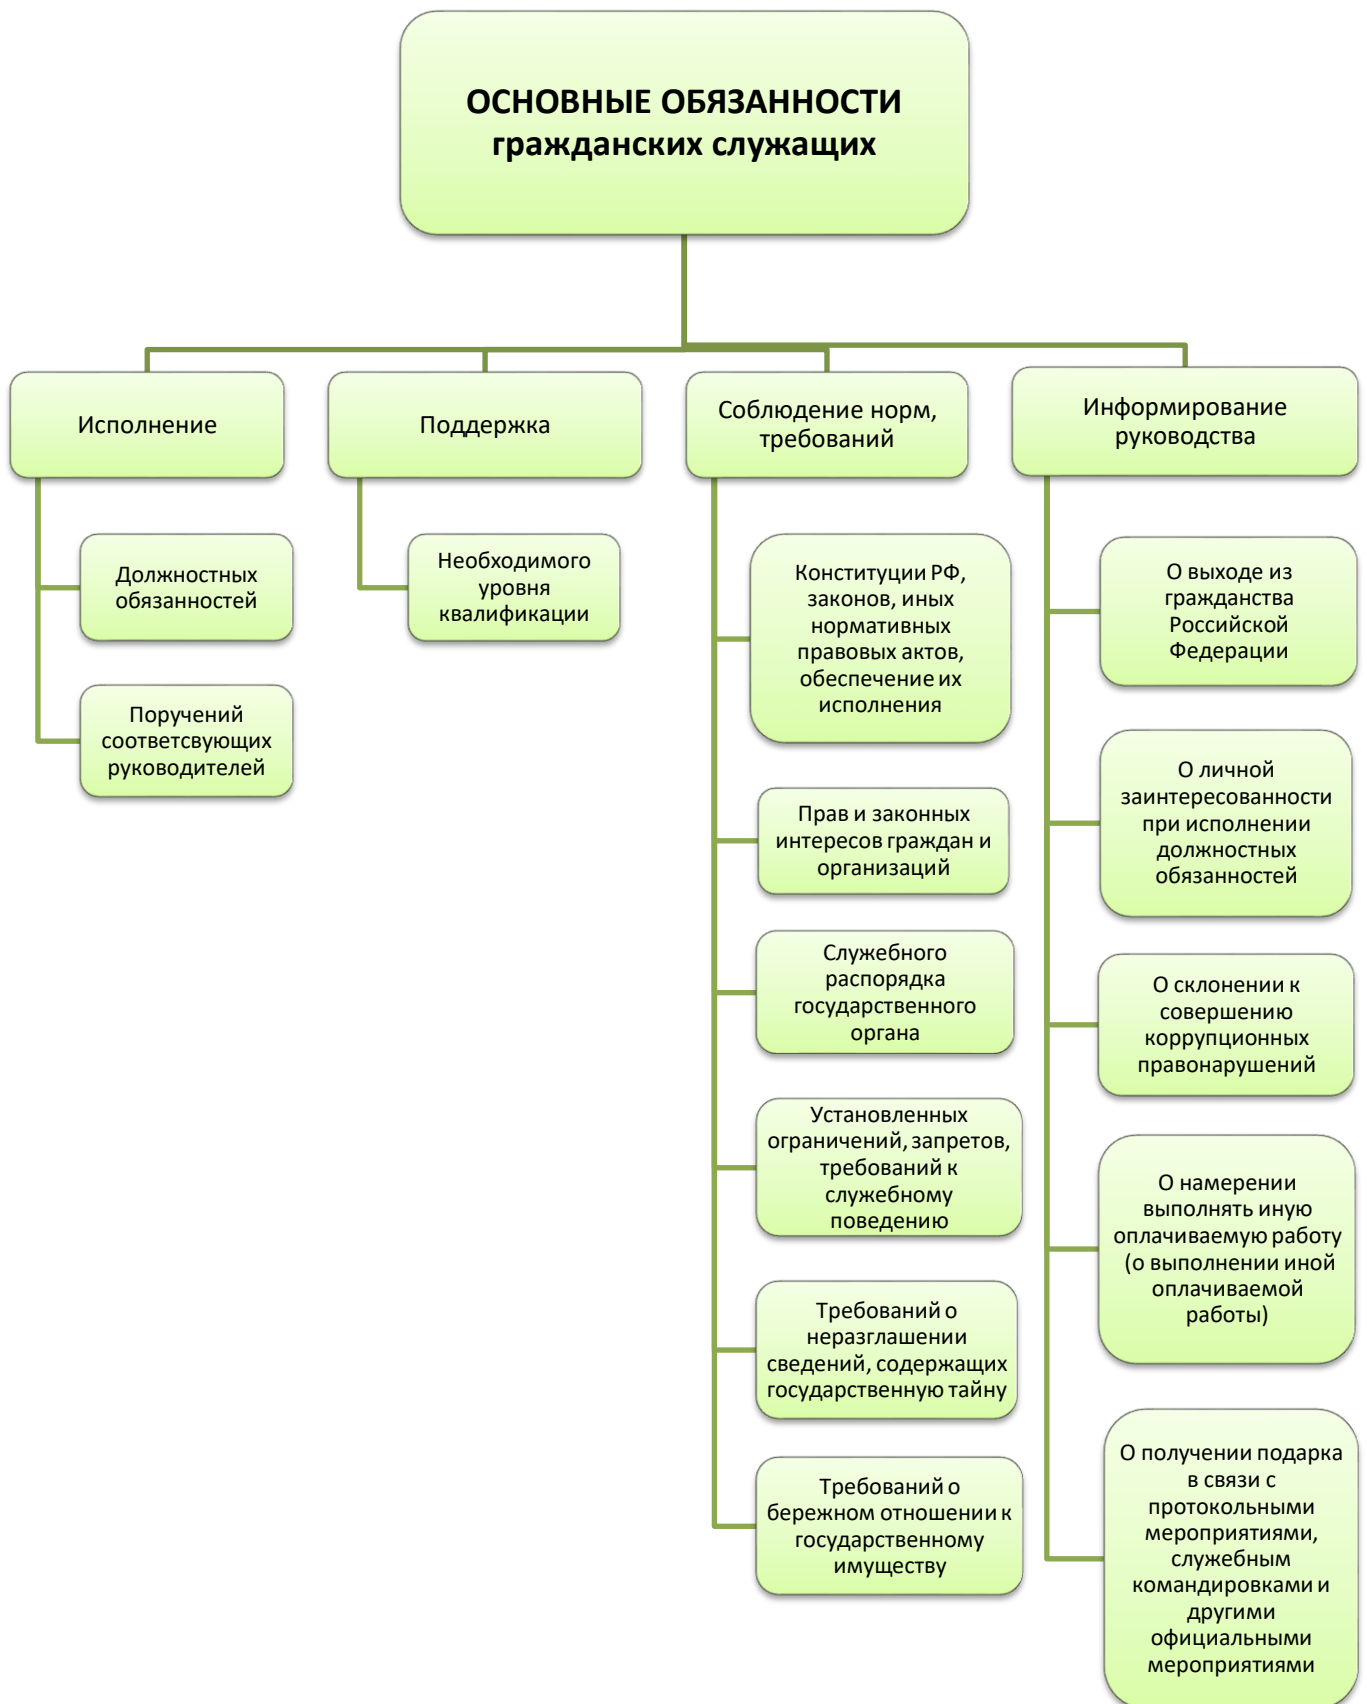 ОСНОВНЫЕ ОБЯЗАННОСТИ
гражданских служащих
Исполнение
Должностных
обязанностей
Поручений
соответсвующих
руководителей
Поддержка
Необходимого
уровня
квалификации
Соблюдение норм,
требований
Конституции РФ,
законов, иных
нормативных
правовых актов,
обеспечение их
исполнения
Прав и законных
интересов граждан и
организаций
Служебного
распорядка
государственного
органа
Установленных
ограничений, запретов,
требований к
служебному
поведению
Требований о
неразглашении
сведений, содержащих
государственную тайну
Требований о
бережном отношении к
государственному
имуществу
Информирование
руководства
О выходе из
гражданства
Российской
Федерации
О личной
заинтересованности
при исполнении
должностных
обязанностей
О склонении к
совершению
коррупционных
правонарушений
О намерении
выполнять иную
оплачиваемую работу
(о выполнении иной
оплачиваемой
работы)
О получении подарка
в связи с
протокольными
мероприятиями,
служебным
командировками и
другими
официальными
мероприятиями